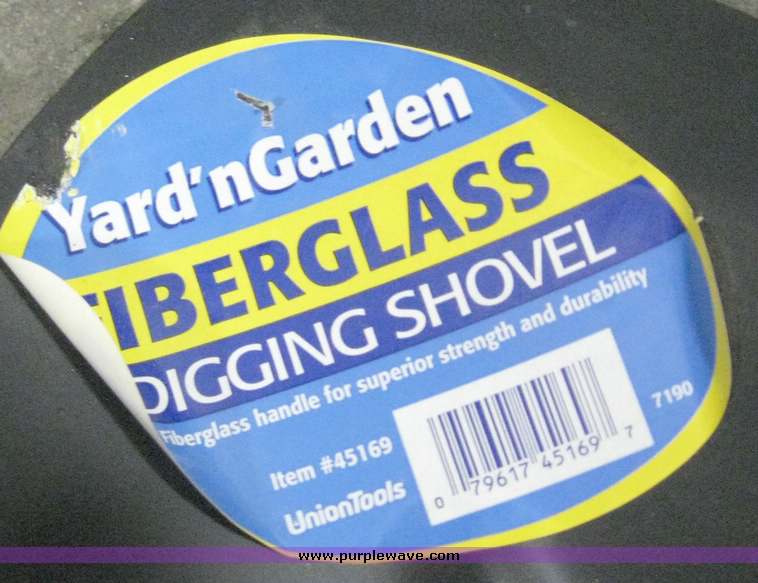 Yard'nGarden
FIBERGLASS
DIGGING SHOVEL
Fiberglass handle for superior strength and durability
Item #45169
UnionTools
0 79617 45169 7
7190
www.purplewave.com